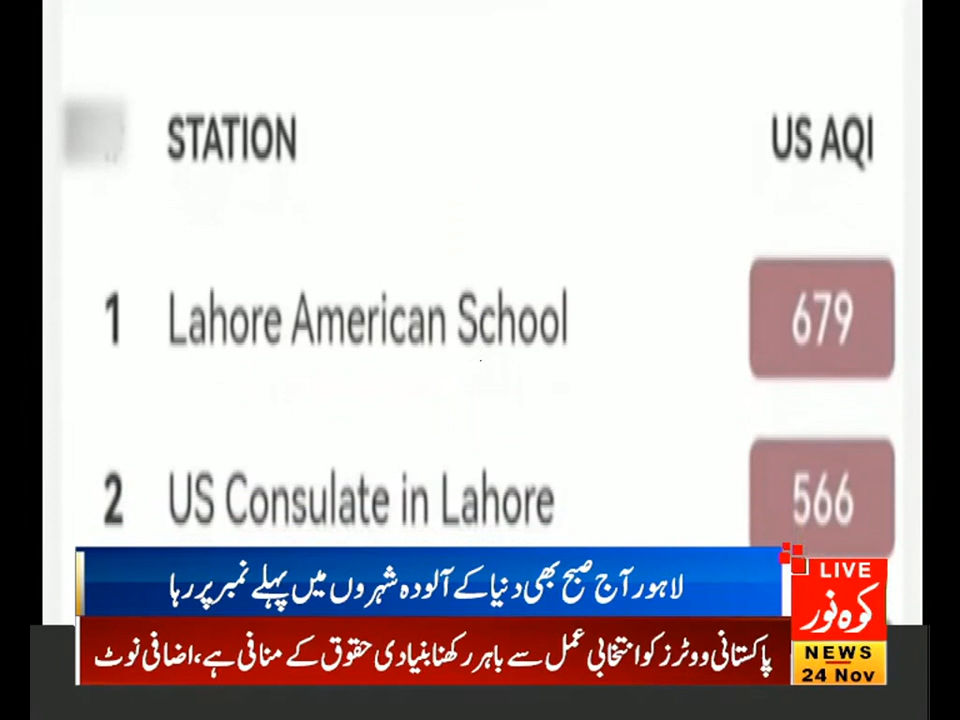 STATION US AQI
1 Lahore American School 679
2 US Consulate in Lahore 566
لاہور آج صبح بھی دنیا کے آلودہ شہروں میں پہلے نمبر پر رہا
پاکستانی ووٹرز کو انتخابی عمل سے باہر رکھنا بنیادی حقوق کے منافی ہے، اضافی نوٹ
LIVE
کوہ نور
NEWS
24 Nov